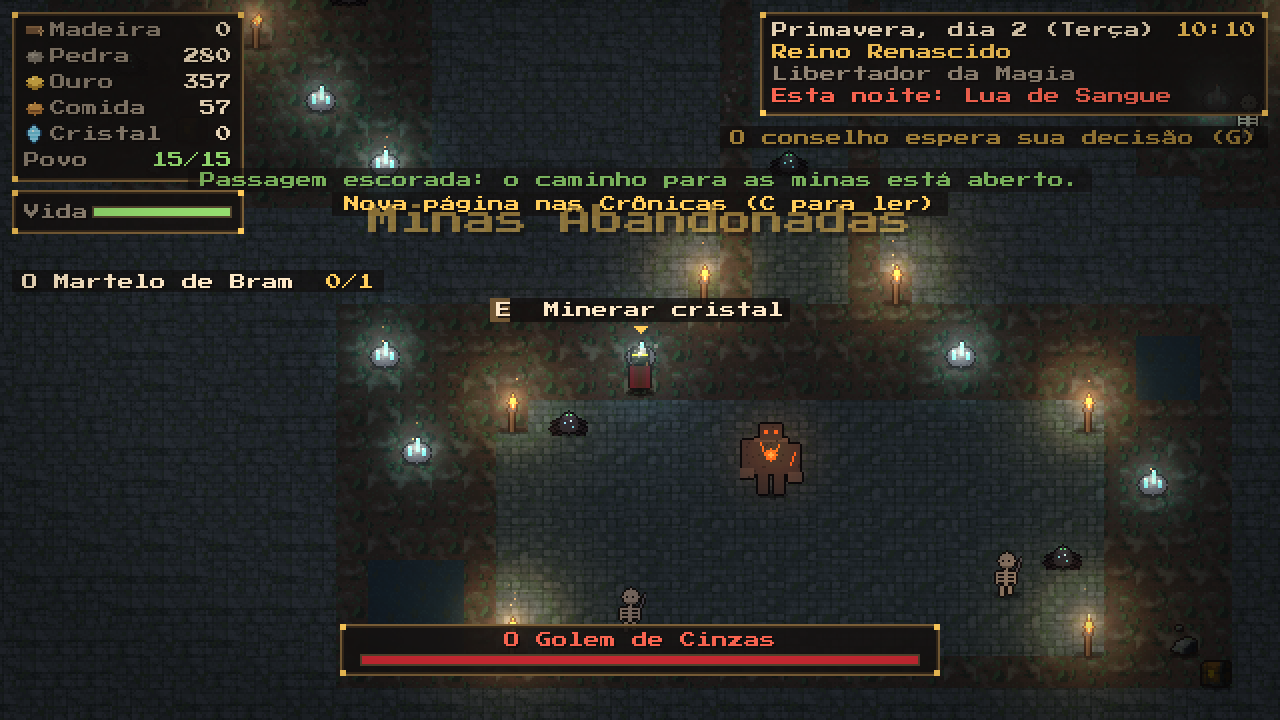 Madeira 0
Pedra 280
Ouro 357
Comida 57
Cristal 0
Povo 15/15
Vida
Primavera, dia 2 (Terça) 10:10
Reino Renascido
Libertador da Magia
Esta noite: Lua de Sangue
O conselho espera sua decisão (G)
Passagem escorada: o caminho para as minas está aberto.
Nova página nas Crônicas (C para ler)
Minas Abandonadas
O Martelo de Bram 0/1
E Minerar cristal
O Golem de Cinzas